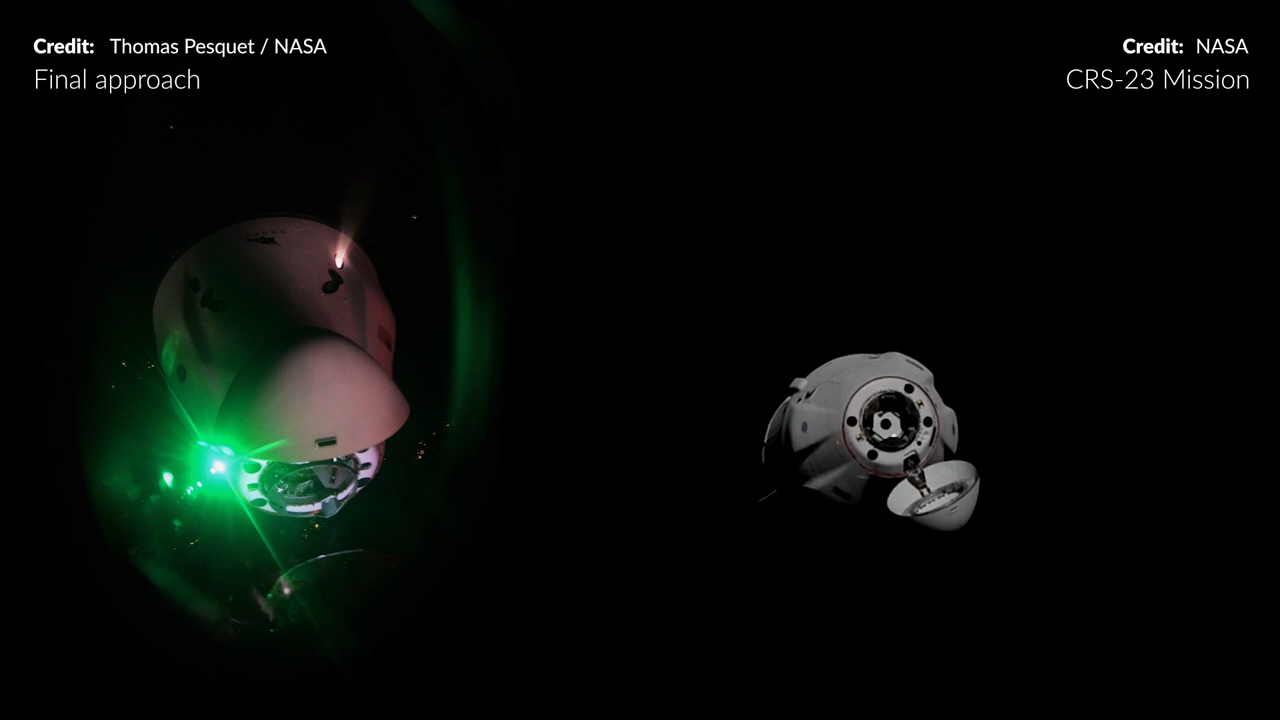 Credit: Thomas Pesquet / NASA
Final approach
Credit: NASA
CRS-23 Mission